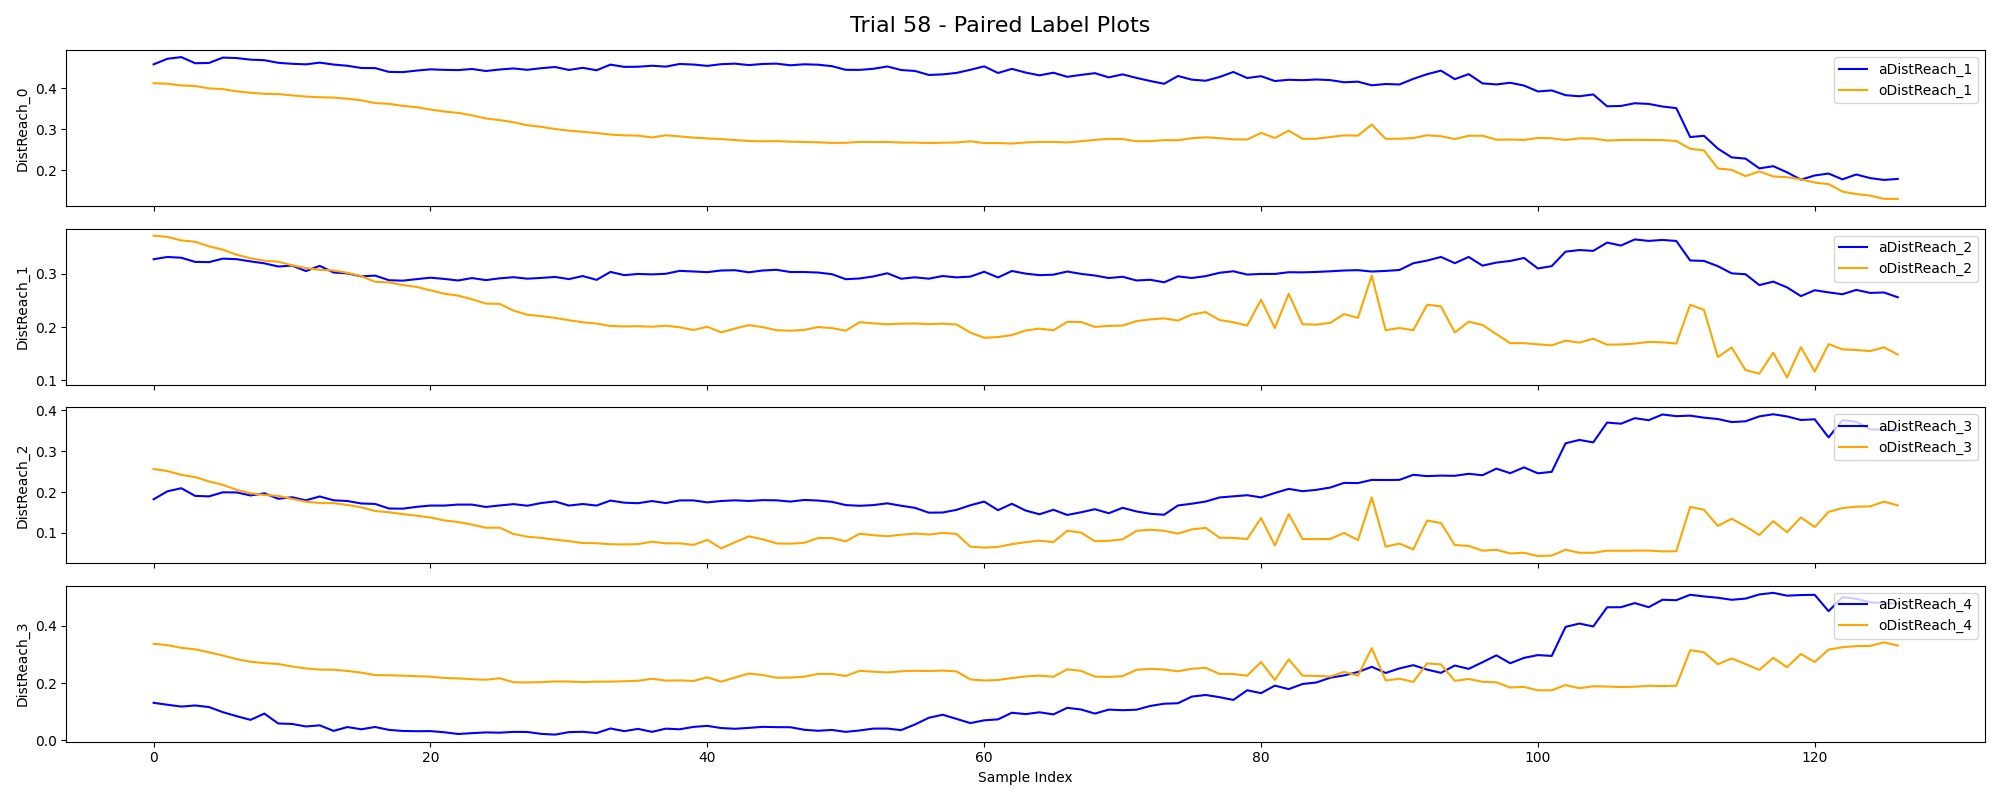 Trial 58 - Paired Label Plots
DistReach_0
0.4
0.3
0.2
aDistReach_1
oDistReach_1
DistReach_1
0.3
0.2
0.1
aDistReach_2
oDistReach_2
DistReach_2
0.4
0.3
0.2
0.1
aDistReach_3
oDistReach_3
DistReach_3
0.4
0.2
0.0
aDistReach_4
oDistReach_4
0 20 40 60 80 100 120
Sample Index